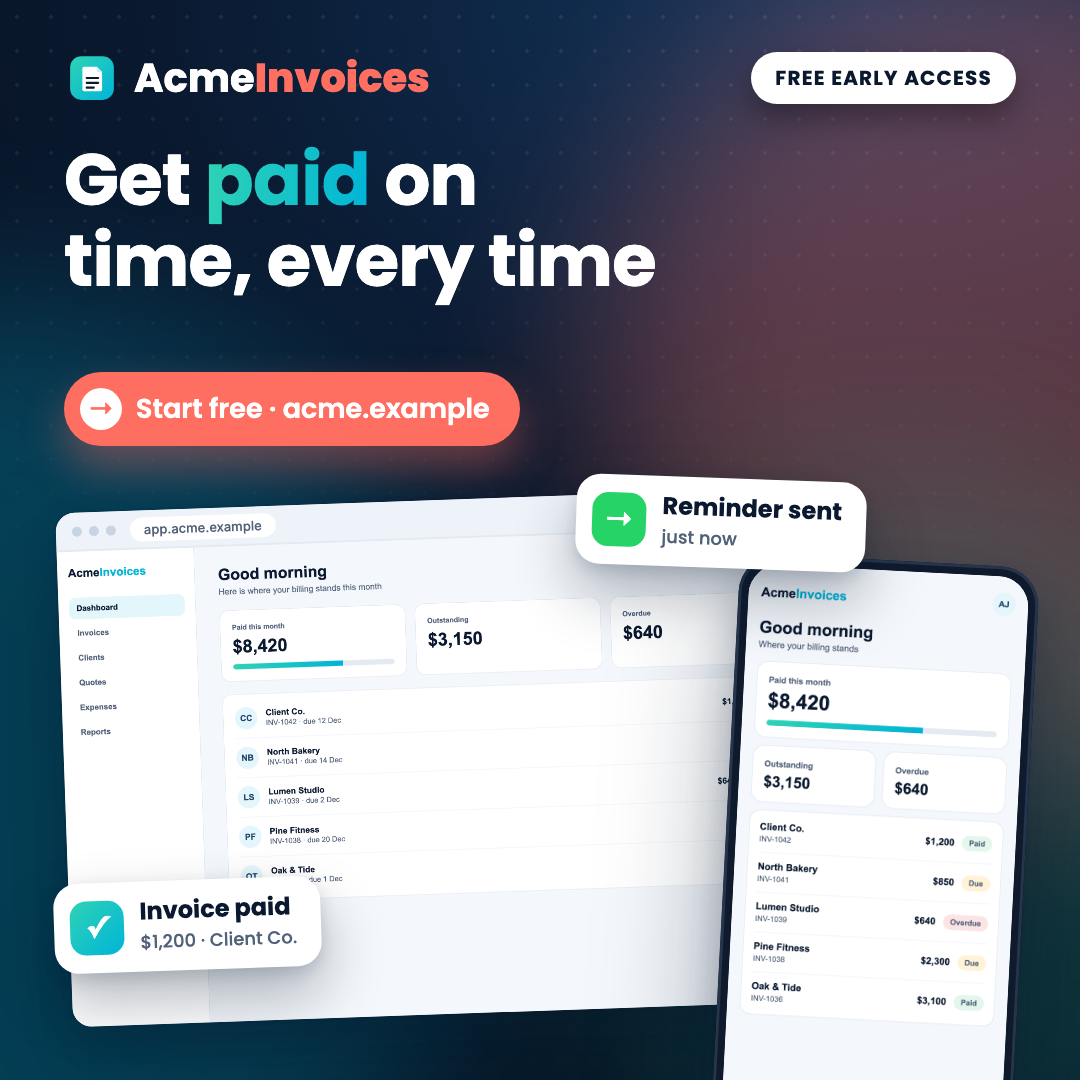 AcmeInvoices
FREE EARLY ACCESS
Get paid on
time, every time
→ Start free · acme.example
app.acme.example
AcmeInvoices
Dashboard
Invoices
Clients
Quotes
Expenses
Reports
Good morning
Here is where your billing stands this month
Paid this month
$8,420
Outstanding
$3,150
Overdue
$640
CC
Client Co.
INV-1042 · due 12 Dec
NB
North Bakery
INV-1041 · due 14 Dec
LS
Lumen Studio
INV-1039 · due 2 Dec
PF
Pine Fitness
INV-1038 · due 20 Dec
Oak & Tide
due 1 Dec
Reminder sent
just now
Invoice paid
$1,200 · Client Co.
AcmeInvoices
AJ
Good morning
Where your billing stands
Paid this month
$8,420
Outstanding
$3,150
Overdue
$640
Client Co.
INV-1042
$1,200 Paid
North Bakery
INV-1041
$850 Due
Lumen Studio
INV-1039
$640 Overdue
Pine Fitness
INV-1038
$2,300 Due
Oak & Tide
INV-1036
$3,100 Paid